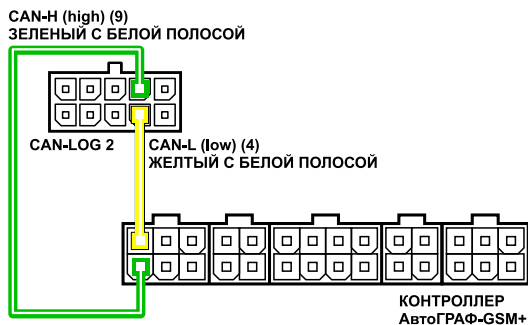 CAN-H (high) (9)
ЗЕЛЕНЫЙ С БЕЛОЙ ПОЛОСОЙ
CAN-LOG 2
CAN-L (low) (4)
ЖЕЛТЫЙ С БЕЛОЙ ПОЛОСОЙ
КОНТРОЛЛЕР
АвтоГРАФ-GSM+